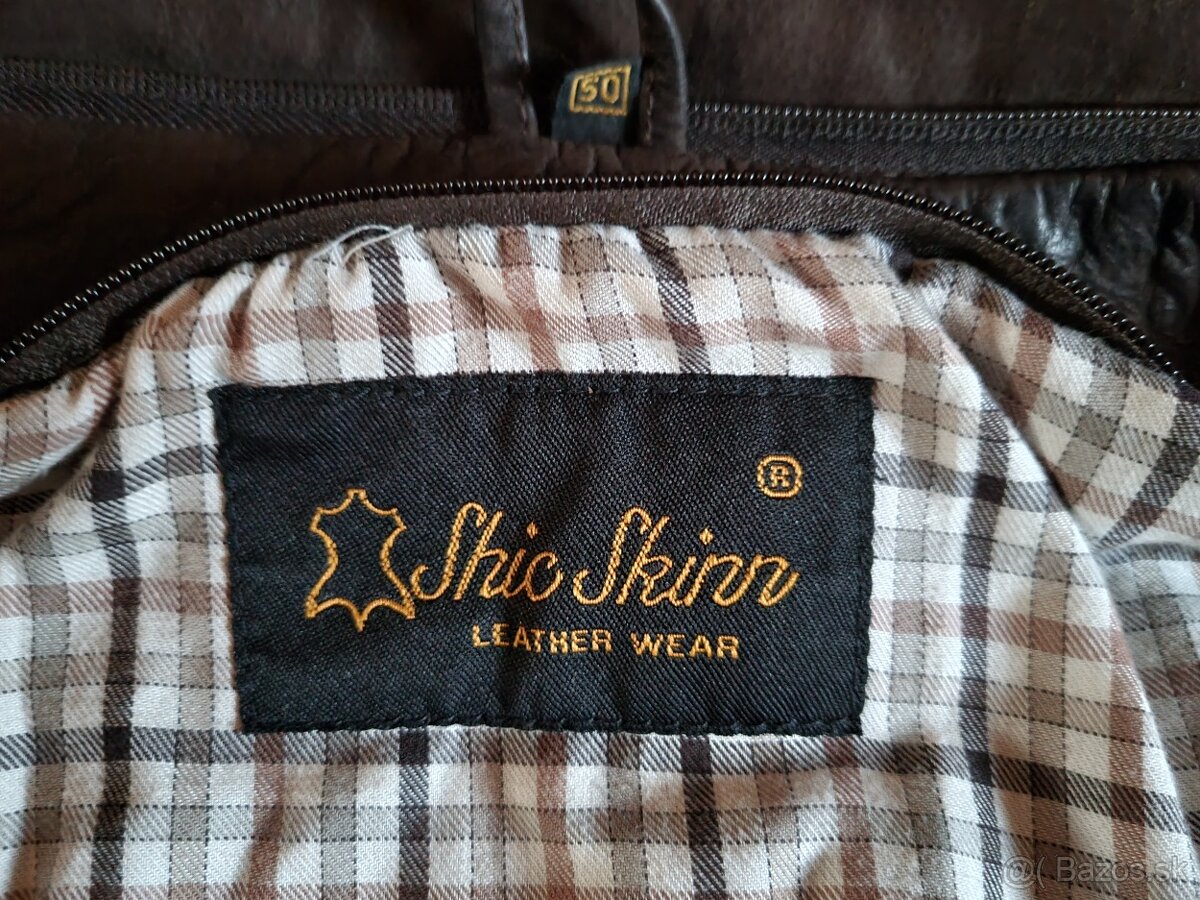 50
®
Shic Skinn
LEATHER WEAR
@( Bazos.sk